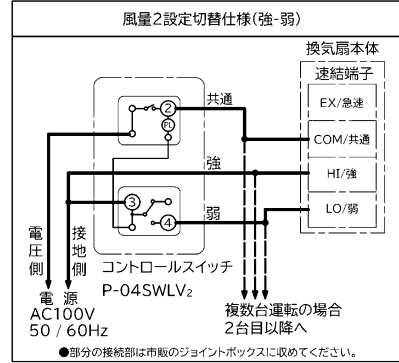 風量2設定切替仕様(強-弱)
換気扇本体
速結端子
EX/急速
COM/共通
HI/強
LO/弱
共通
強
弱
2
PL
3
4
電圧側
接地側
コントロールスイッチ
P-04SWLV2
電 源
AC100V
50 / 60Hz
複数台運転の場合
2台目以降へ
●部分の接続部は市販のジョイントボックスに収めてください。